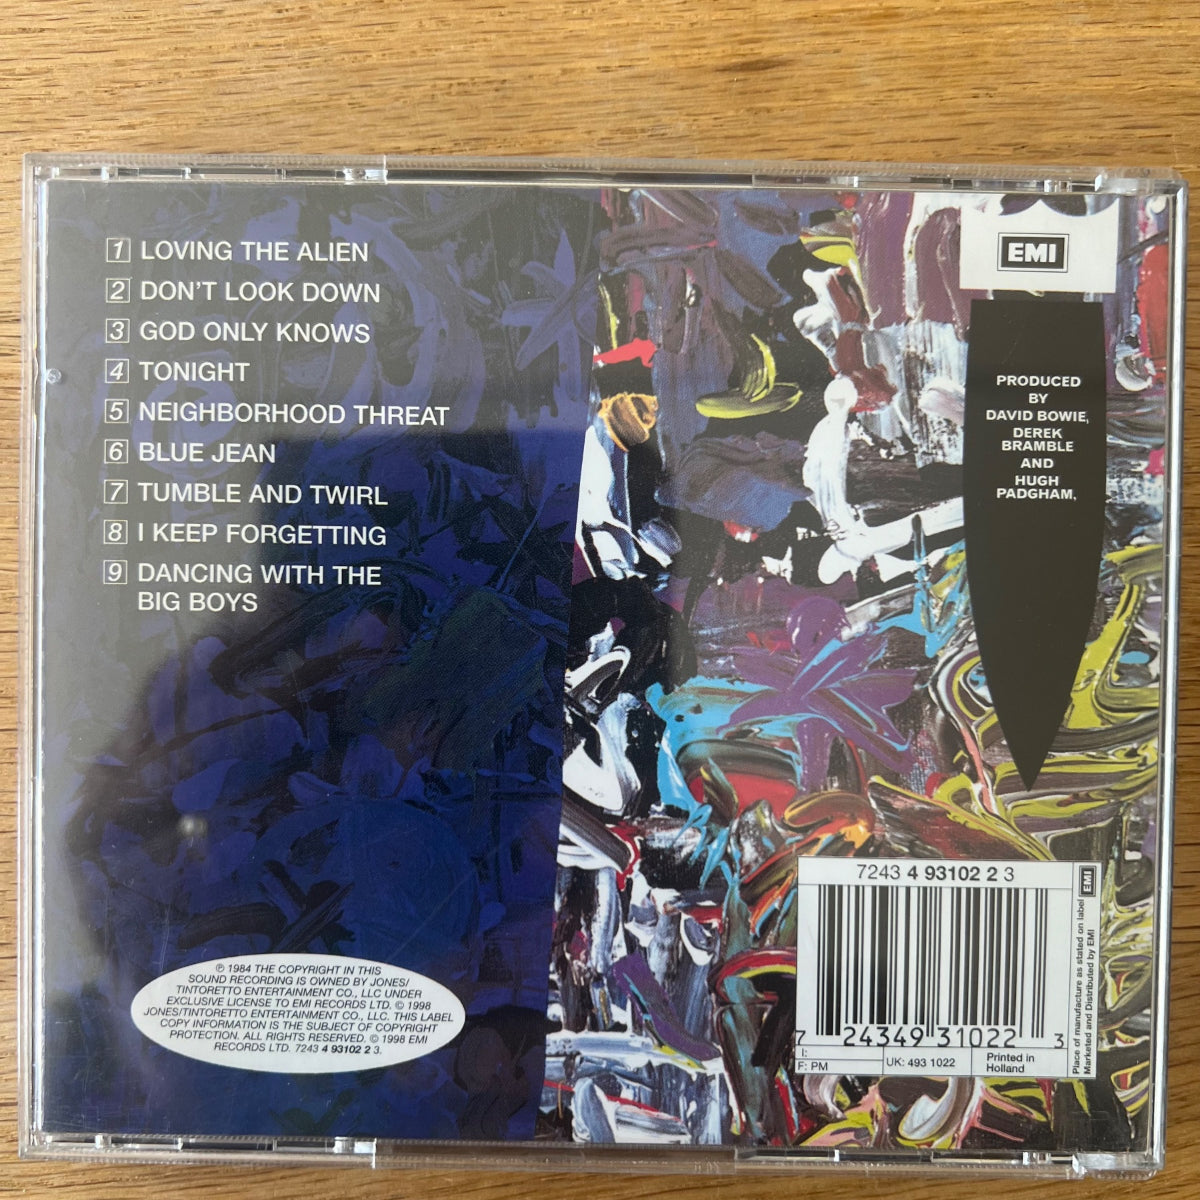 1 LOVING THE ALIEN
2 DON'T LOOK DOWN
3 GOD ONLY KNOWS
4 TONIGHT
5 NEIGHBORHOOD THREAT
6 BLUE JEAN
7 TUMBLE AND TWIRL
8 I KEEP FORGETTING
9 DANCING WITH THE
BIG BOYS
EMI
PRODUCED
BY
DAVID BOWIE,
DEREK
BRAMBLE
AND
HUGH
PADGHAM,
℗ 1984 THE COPYRIGHT IN THIS
SOUND RECORDING IS OWNED BY JONES/
TINTORETTO ENTERTAINMENT CO., LLC UNDER
EXCLUSIVE LICENSE TO EMI RECORDS LTD. © 1998
JONES/TINTORETTO ENTERTAINMENT CO., LLC. THIS LABEL
COPY INFORMATION IS THE SUBJECT OF COPYRIGHT
PROTECTION. ALL RIGHTS RESERVED. © 1998 EMI
RECORDS LTD. 7243 4 93102 2 3.
7243 4 93102 2 3
7 24349 31022 3
I:
F: PM
UK: 493 1022
Printed in
Holland
Place of manufacture as stated on label
Marketed and Distributed by EMI
EMI